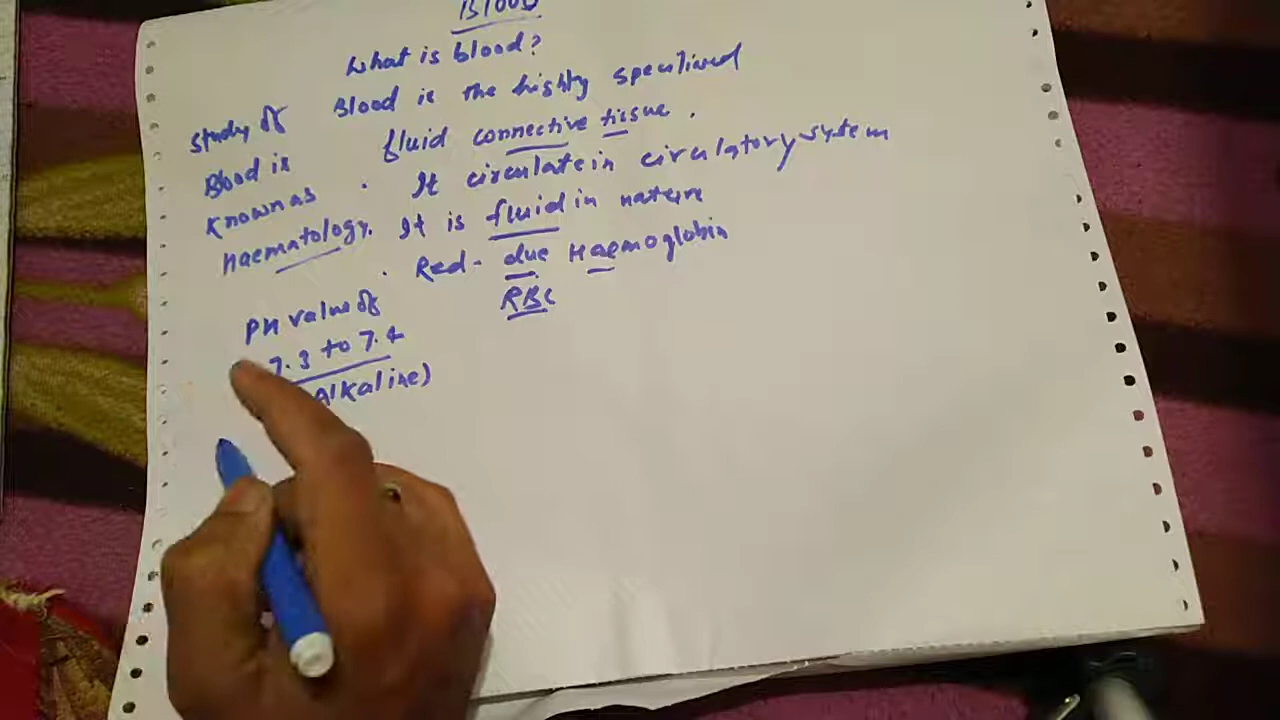 Blood
What is blood?
Blood is the highly specilised
fluid connective tissue.
It circulate in circulatory system
It is fluid in nature
Red - due Haemoglobin
RBC
Study of
Blood is
Known as
haematology.
PH value of
7.3 to 7.4
Alkaline)